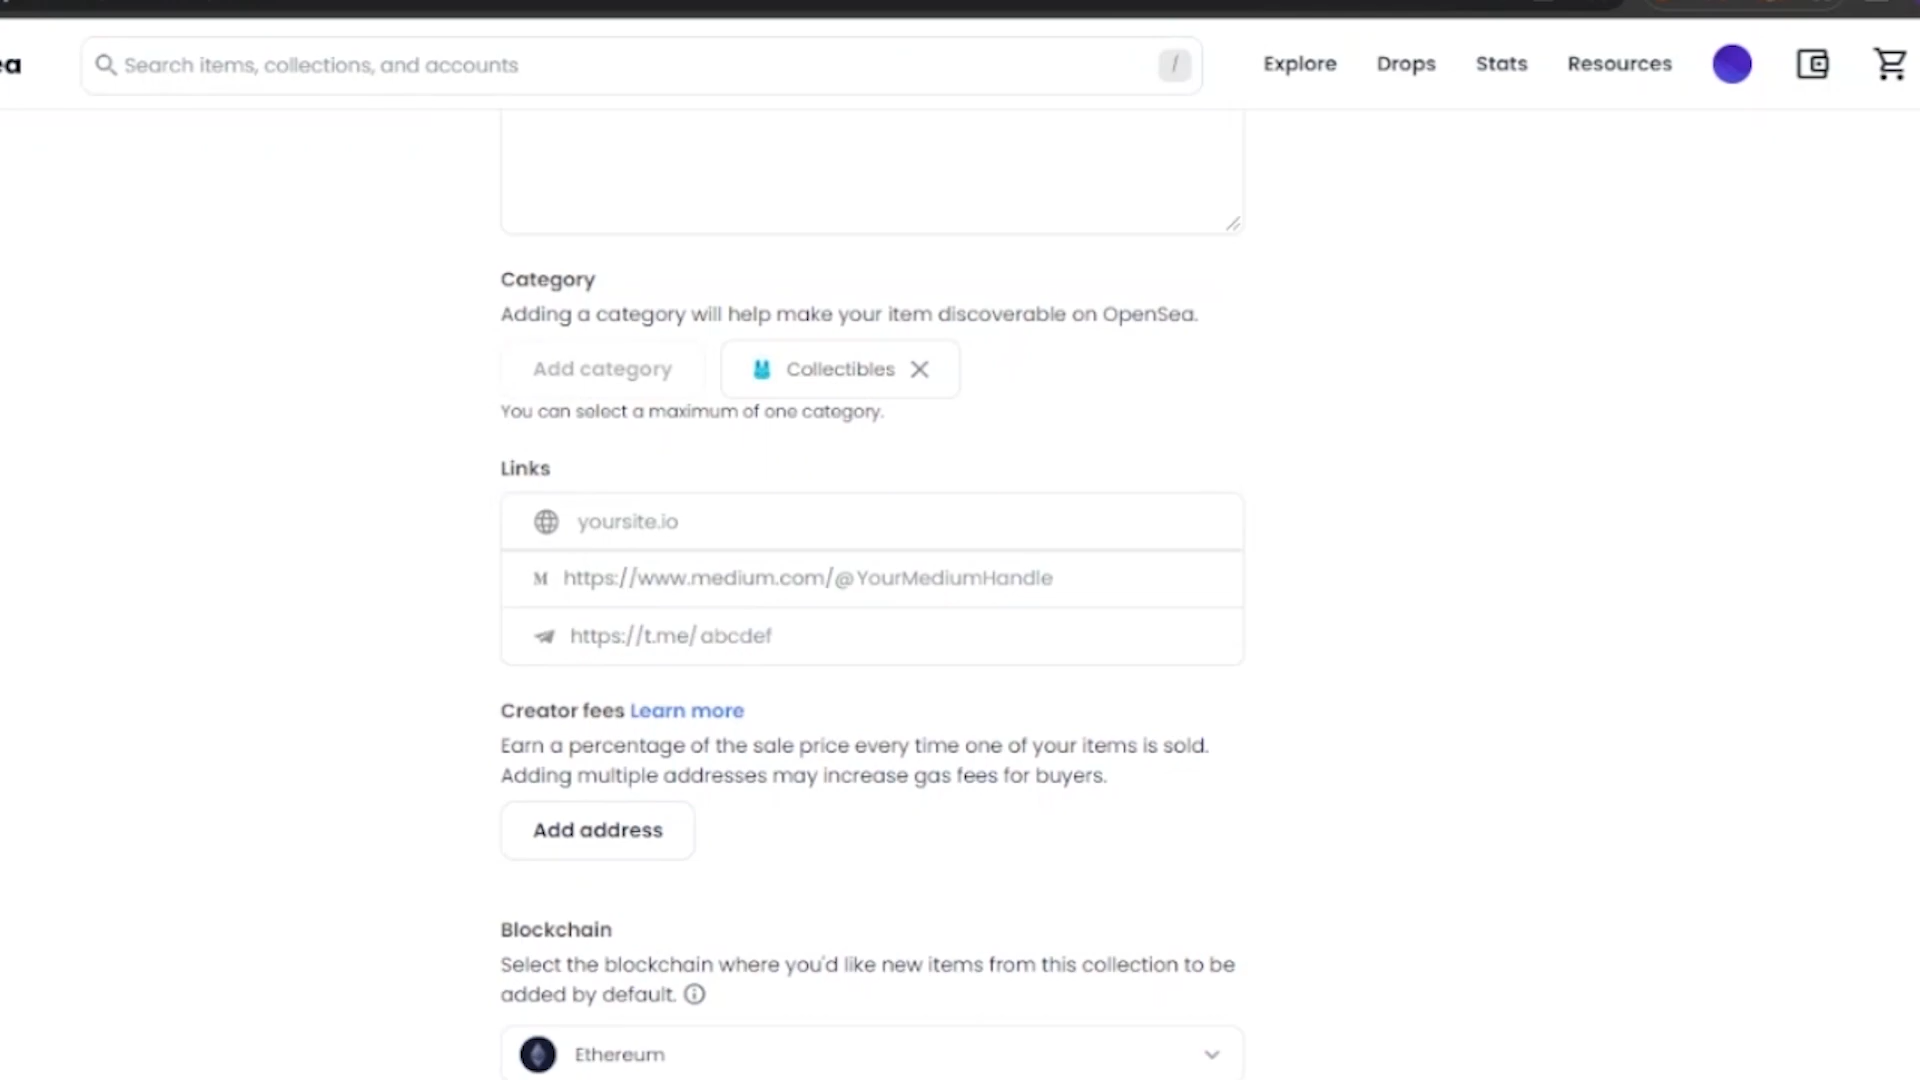 ea
Search items, collections, and accounts
/
Explore
Drops
Stats
Resources
Category
Adding a category will help make your item discoverable on OpenSea.
Add category
Collectibles
You can select a maximum of one category.
Links
yoursite.io
M https://www.medium.com/@YourMediumHandle
https://t.me/abcdef
Creator fees Learn more
Earn a percentage of the sale price every time one of your items is sold.
Adding multiple addresses may increase gas fees for buyers.
Add address
Blockchain
Select the blockchain where you'd like new items from this collection to be
added by default.
Ethereum